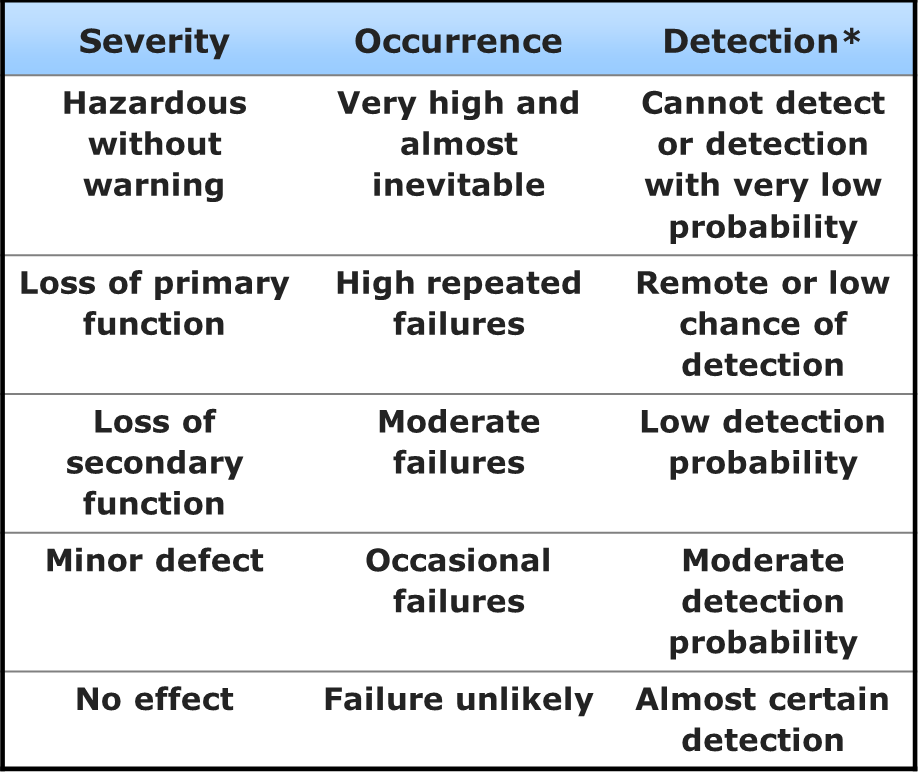 Severity Occurrence Detection*
Hazardous without warning Very high and almost inevitable Cannot detect or detection with very low probability
Loss of primary function High repeated failures Remote or low chance of detection
Loss of secondary function Moderate failures Low detection probability
Minor defect Occasional failures Moderate detection probability
No effect Failure unlikely Almost certain detection